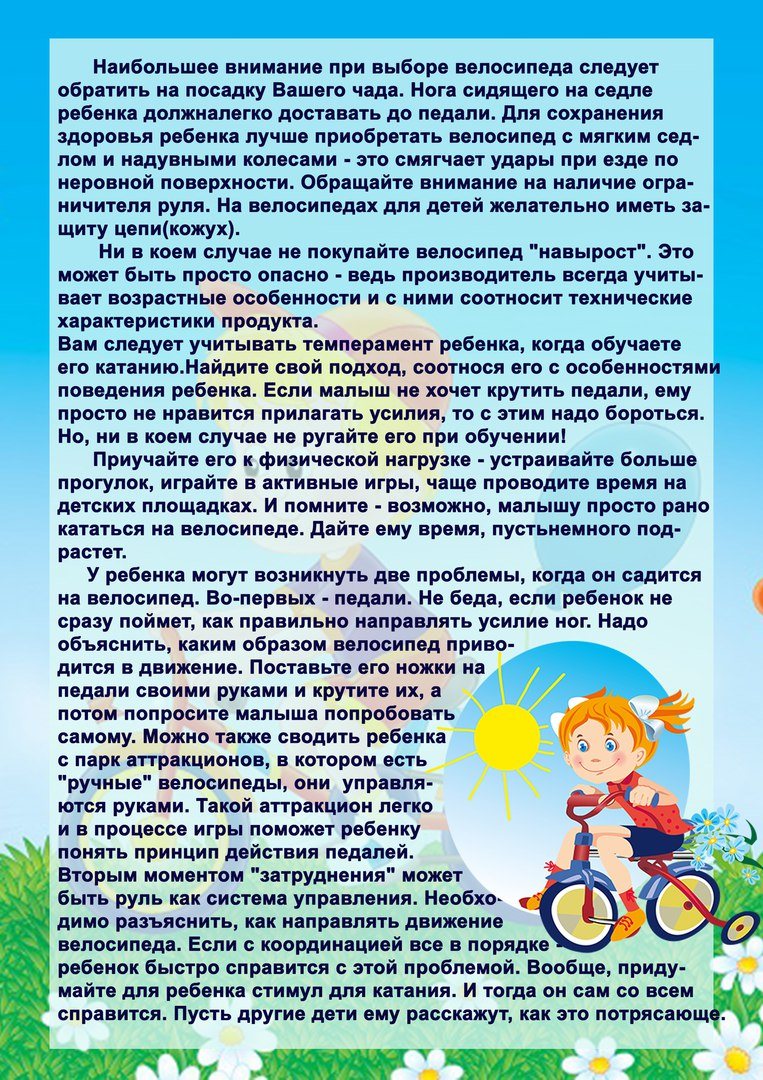 Наибольшее внимание при выборе велосипеда следует
обратить на посадку Вашего чада. Нога сидящего на седле
ребенка должналегко доставать до педали. Для сохранения
здоровья ребенка лучше приобретать велосипед с мягким сед-
лом и надувными колесами - это смягчает удары при езде по
неровной поверхности. Обращайте внимание на наличие огра-
ничителя руля. На велосипедах для детей желательно иметь за-
щиту цепи(кожух).
Ни в коем случае не покупайте велосипед "навырост". Это
может быть просто опасно - ведь производитель всегда учиты-
вает возрастные особенности и с ними соотносит технические
характеристики продукта.
Вам следует учитывать темперамент ребенка, когда обучаете
его катанию.Найдите свой подход, соотнося его с особенностями
поведения ребенка. Если малыш не хочет крутить педали, ему
просто не нравится прилагать усилия, то с этим надо бороться.
Но, ни в коем случае не ругайте его при обучении!
Приучайте его к физической нагрузке - устраивайте больше
прогулок, играйте в активные игры, чаще проводите время на
детских площадках. И помните - возможно, малышу просто рано
кататься на велосипеде. Дайте ему время, пустьнемного под-
растет.
У ребенка могут возникнуть две проблемы, когда он садится
на велосипед. Во-первых - педали. Не беда, если ребенок не
сразу поймет, как правильно направлять усилие ног. Надо
объяснить, каким образом велосипед приво-
дится в движение. Поставьте его ножки на
педали своими руками и крутите их, а
потом попросите малыша попробовать
самому. Можно также сводить ребенка
с парк аттракционов, в котором есть
"ручные" велосипеды, они управля-
ются руками. Такой аттракцион легко
и в процессе игры поможет ребенку
понять принцип действия педалей.
Вторым моментом "затруднения" может
быть руль как система управления. Необхо-
димо разъяснить, как направлять движение
велосипеда. Если с координацией все в порядке -
ребенок быстро справится с этой проблемой. Вообще, приду-
майте для ребенка стимул для катания. И тогда он сам со всем
справится. Пусть другие дети ему расскажут, как это потрясающе.